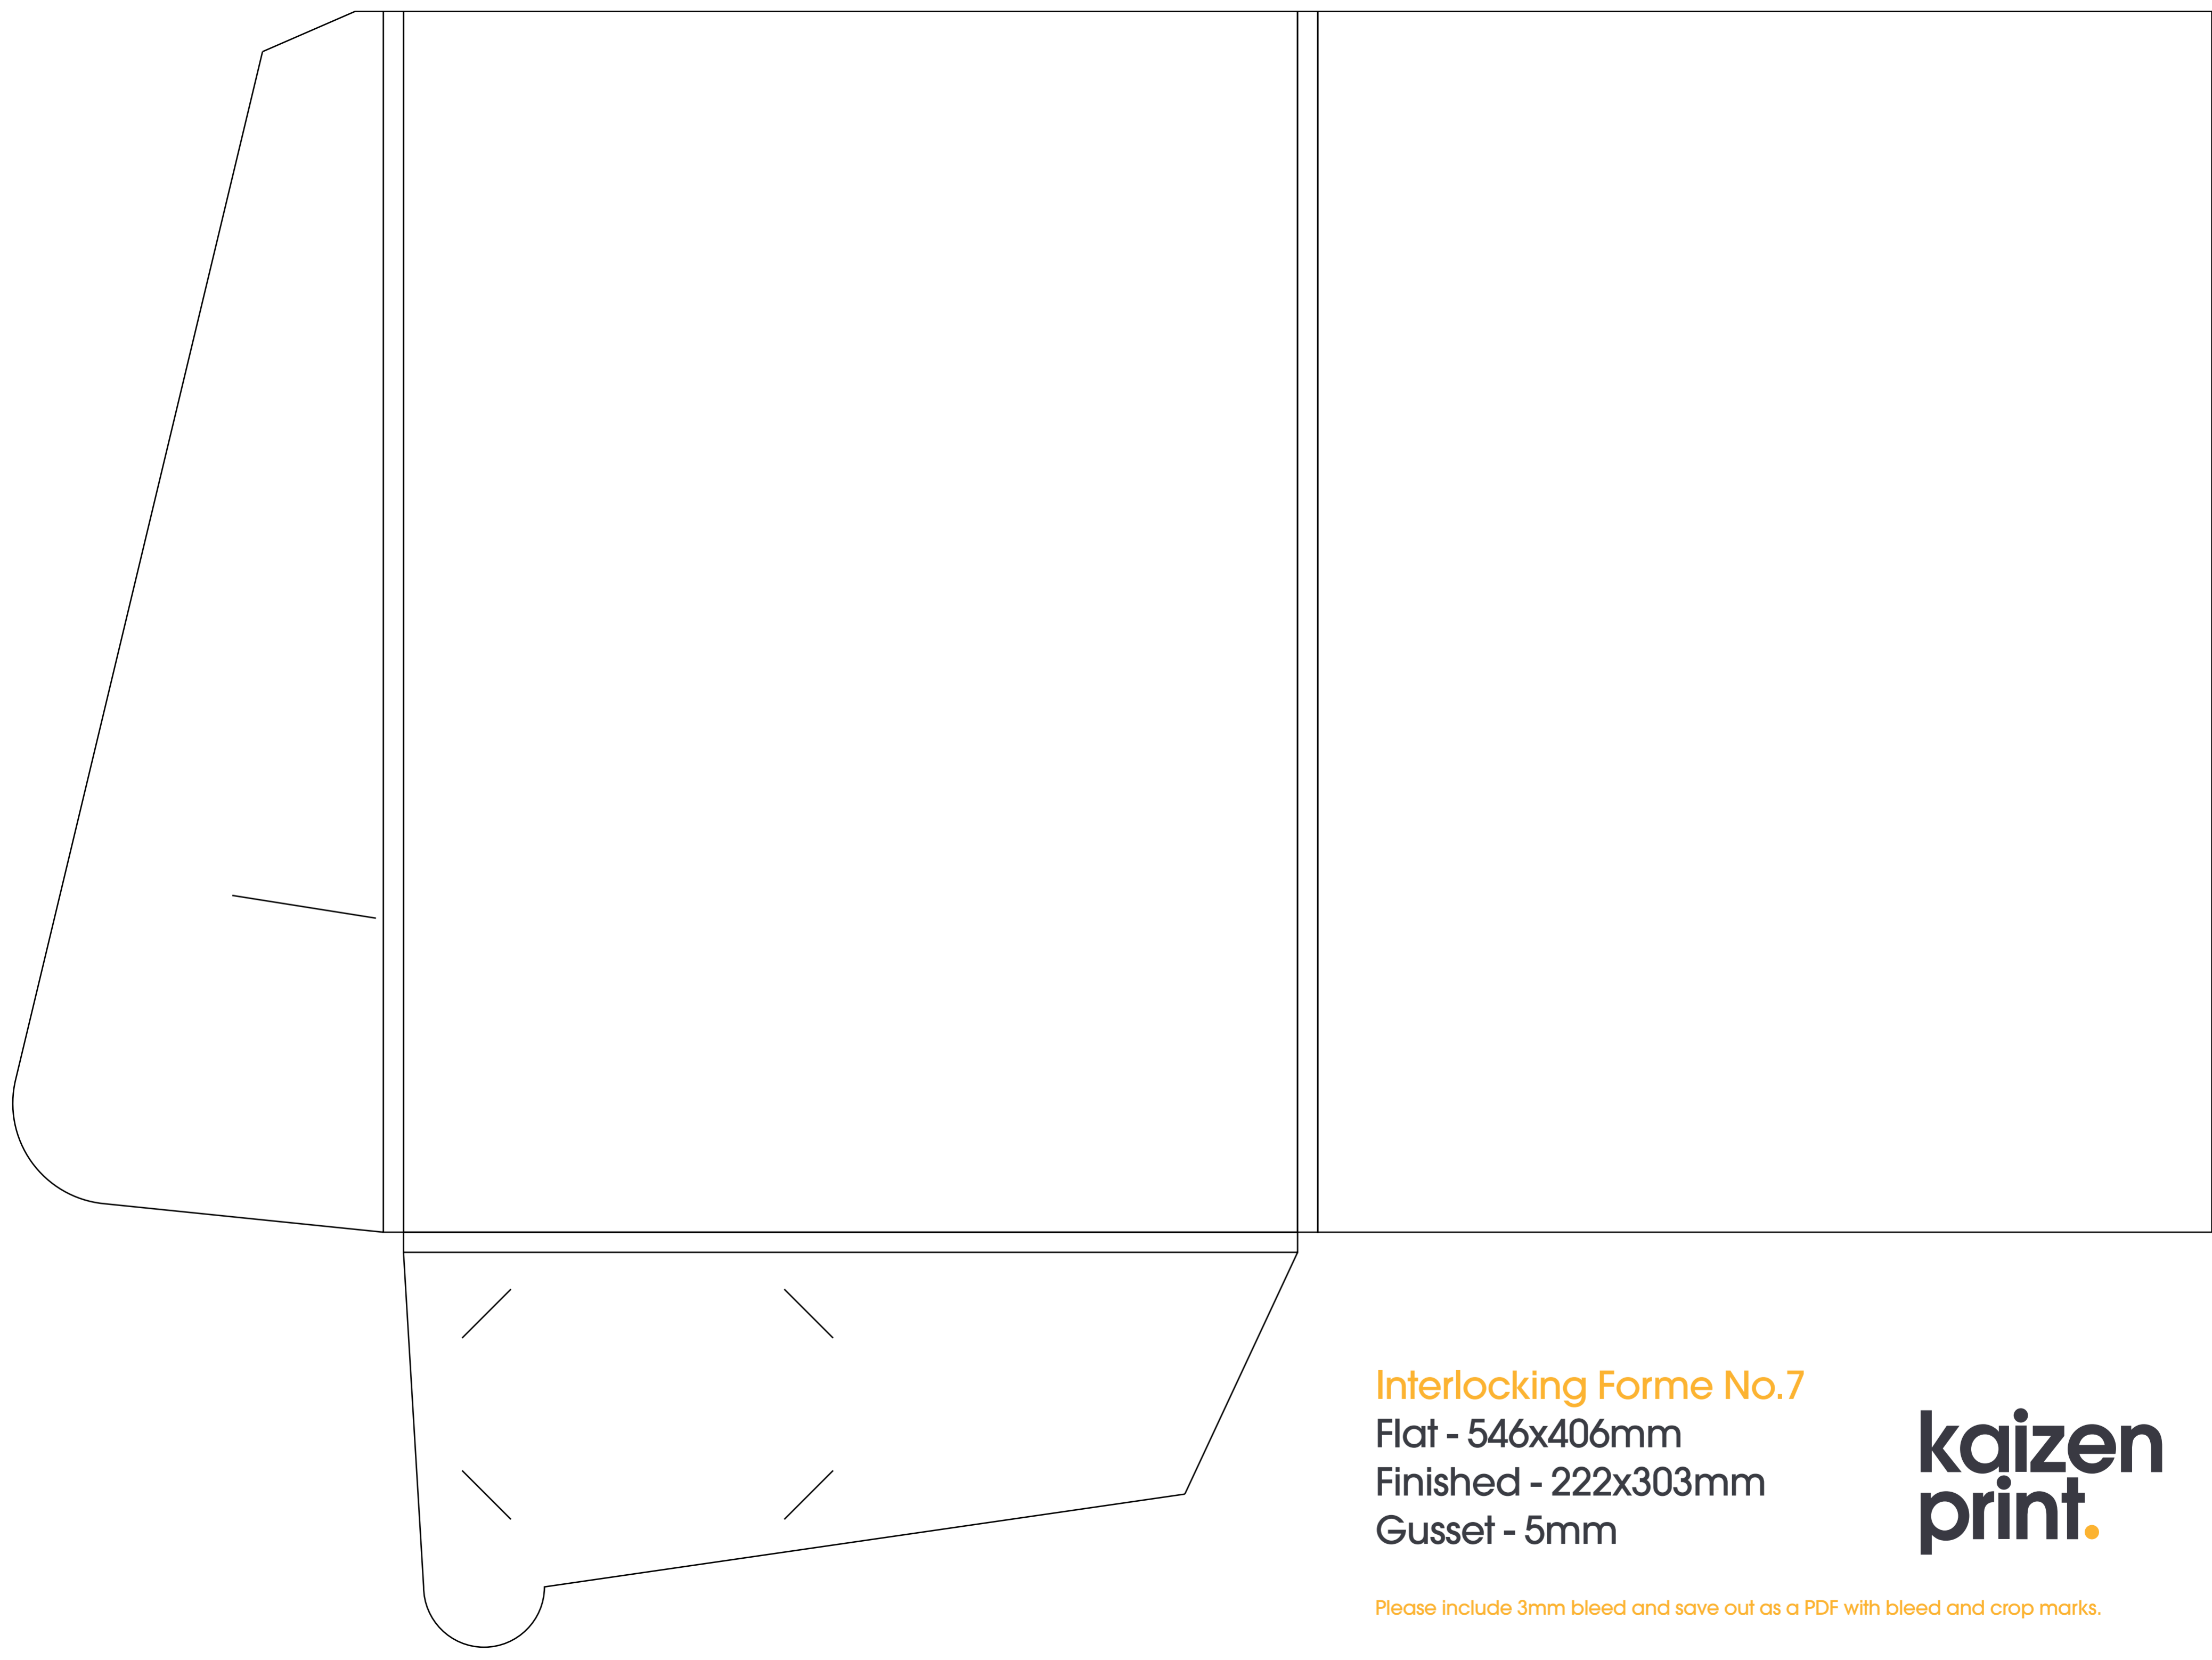 Interlocking Forme No.7
Flat - 546x406mm
Finished - 222x303mm
Gusset - 5mm
Please include 3mm bleed and save out as a PDF with bleed and crop marks.
kaizen
print.